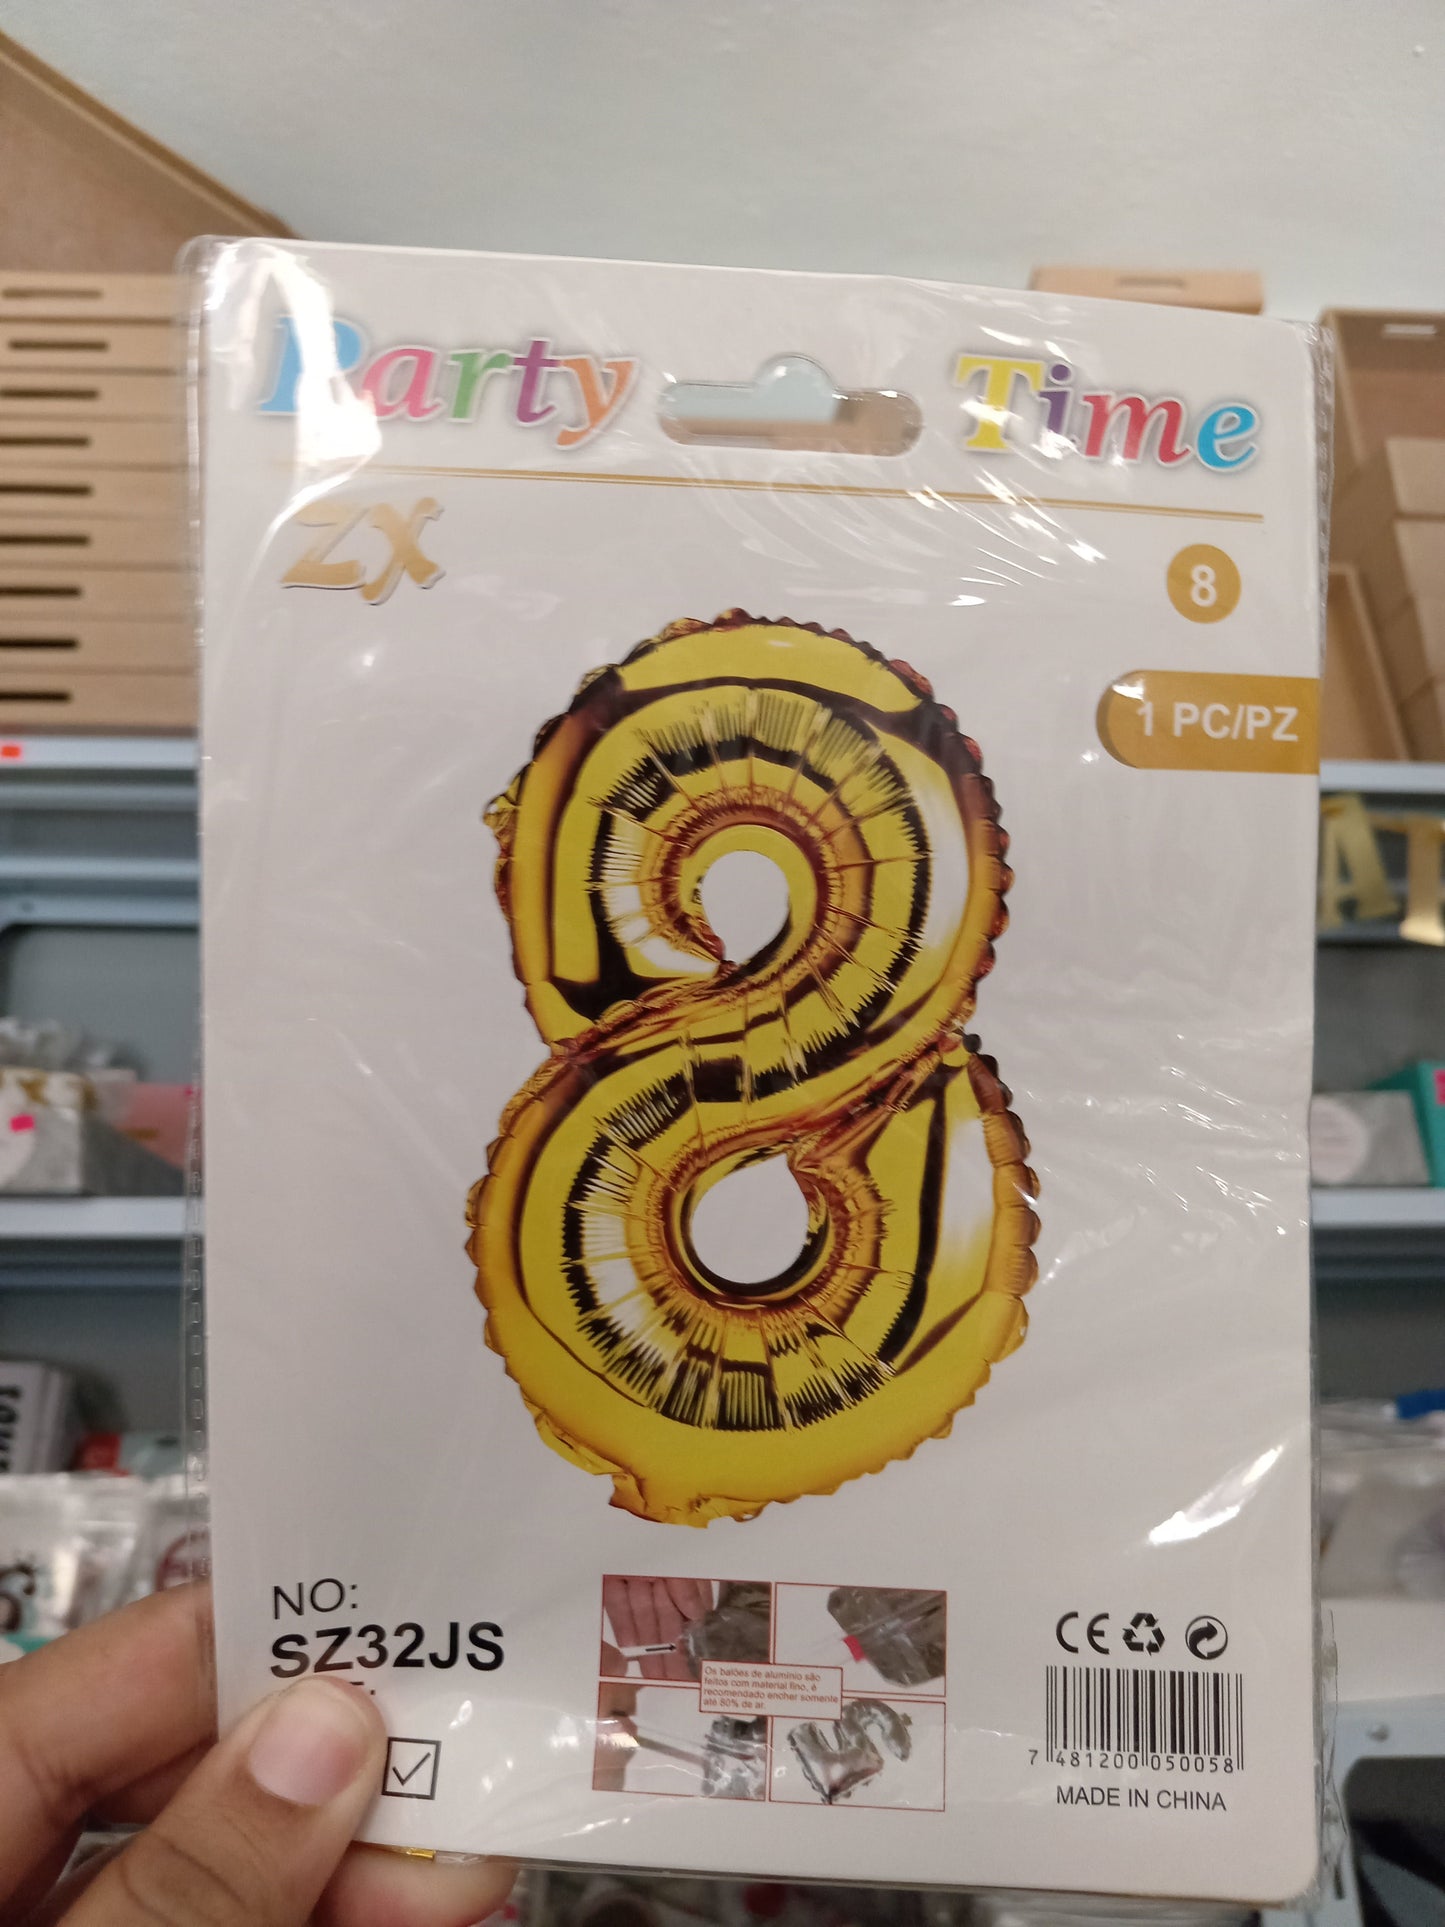 Party Time
ZX
8
1 PC/PZ
NO:
SZ32JS
Os balões de alumínio são
feitos com material fino, é
recomendado encher somente
até 80% de ar.
CE
7 481200 050058
MADE IN CHINA